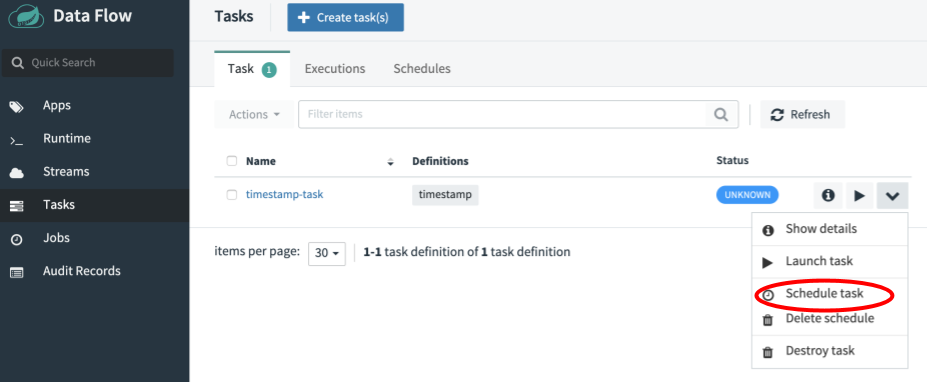 Data Flow
Quick Search
Apps
Runtime
Streams
Tasks
Jobs
Audit Records
Tasks
Create task(s)
Task 1 Executions Schedules
Actions Filter items Refresh
Name Definitions Status
timestamp-task timestamp UNKNOWN
Show details
Launch task
Schedule task
Delete schedule
Destroy task
items per page: 30 1-1 task definition of 1 task definition